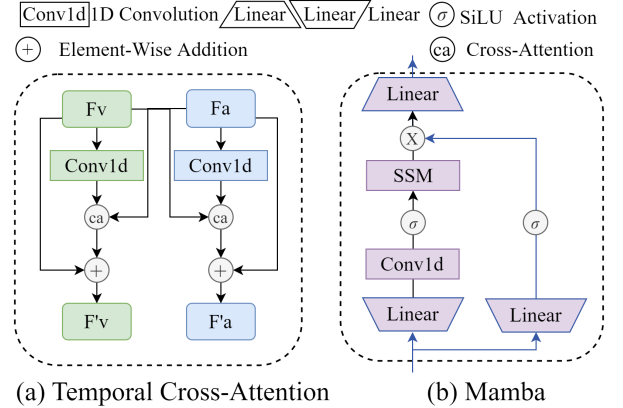 Conv1d 1D Convolution Linear Linear Linear σ SiLU Activation
+ Element-Wise Addition ca Cross-Attention
Fv Fa
Conv1d Conv1d
ca ca
+ +
F'v F'a
(a) Temporal Cross-Attention
Linear
X
SSM
σ σ
Conv1d
Linear Linear
(b) Mamba